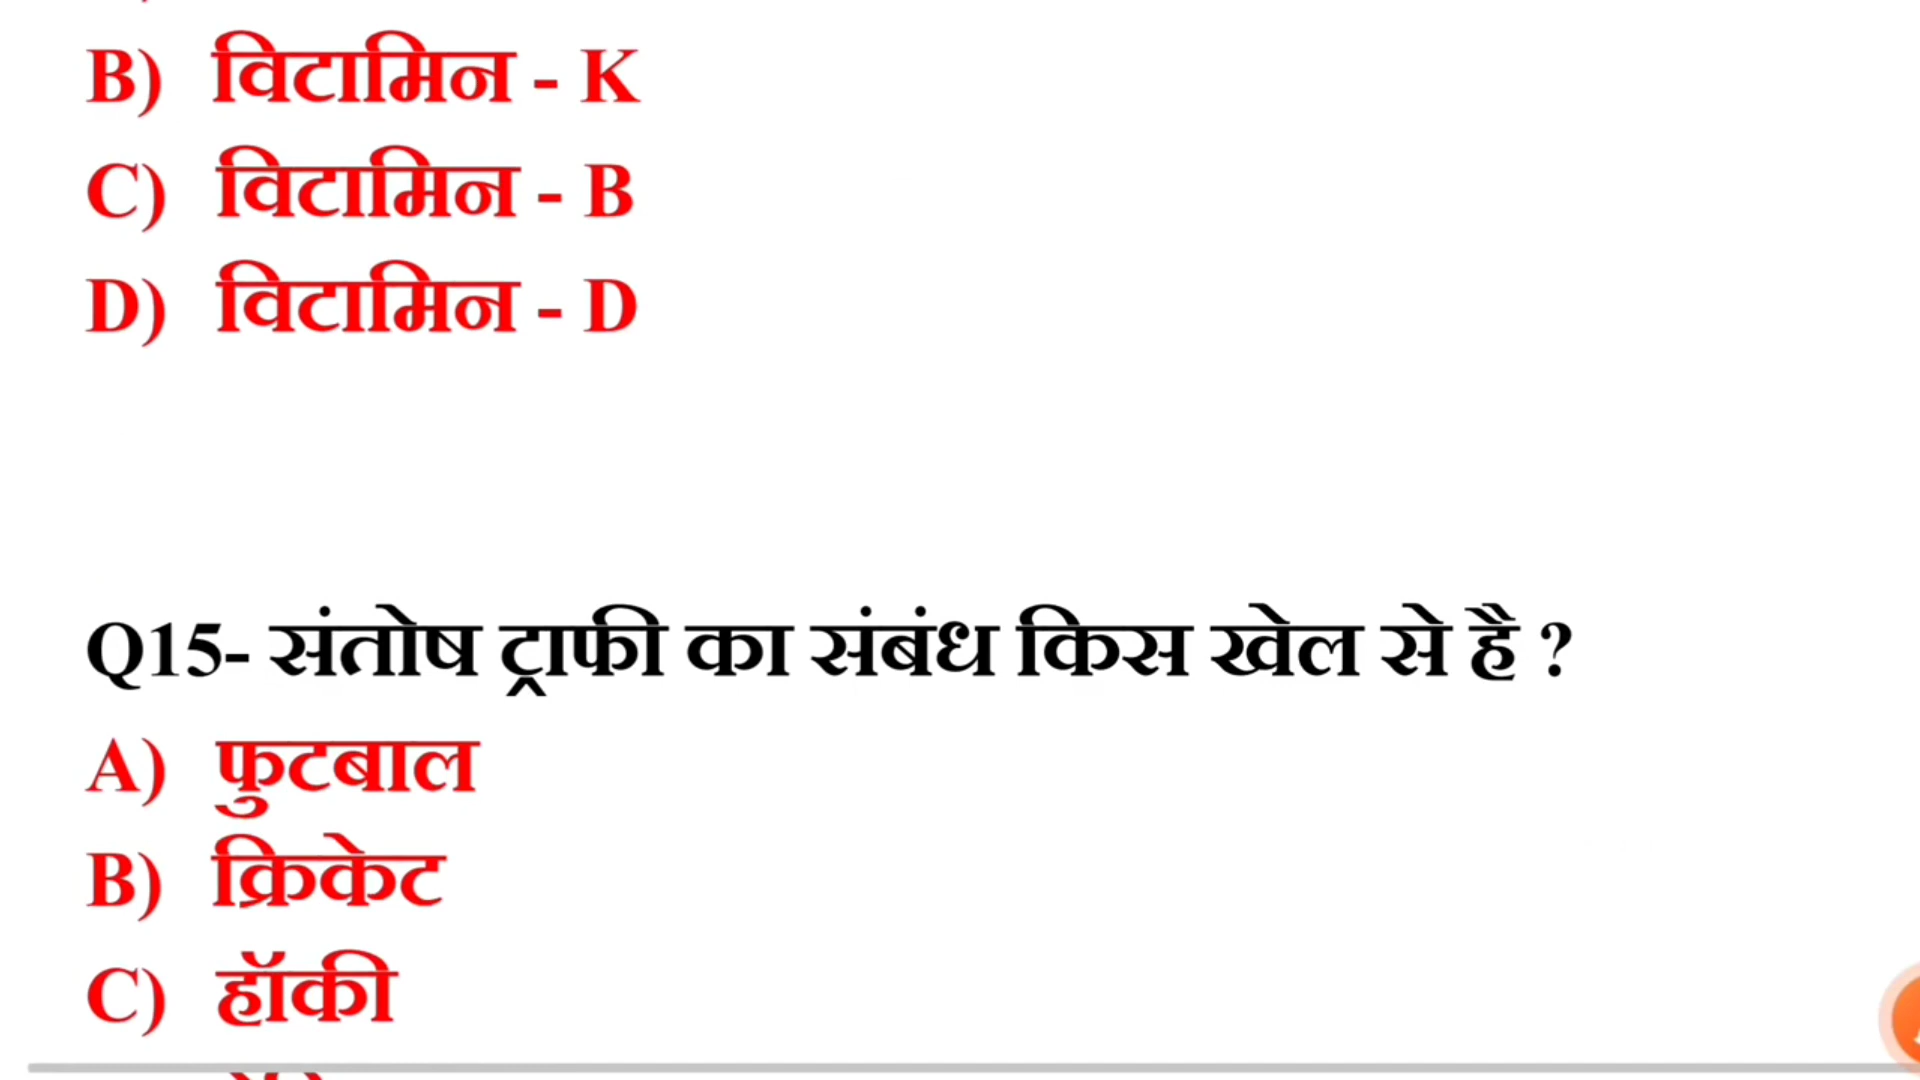 B) विटामिन - K
C) विटामिन - B
D) विटामिन - D
Q15- संतोष ट्राफी का संबंध किस खेल से है ?
A) फुटबाल
B) क्रिकेट
C) हॉकी